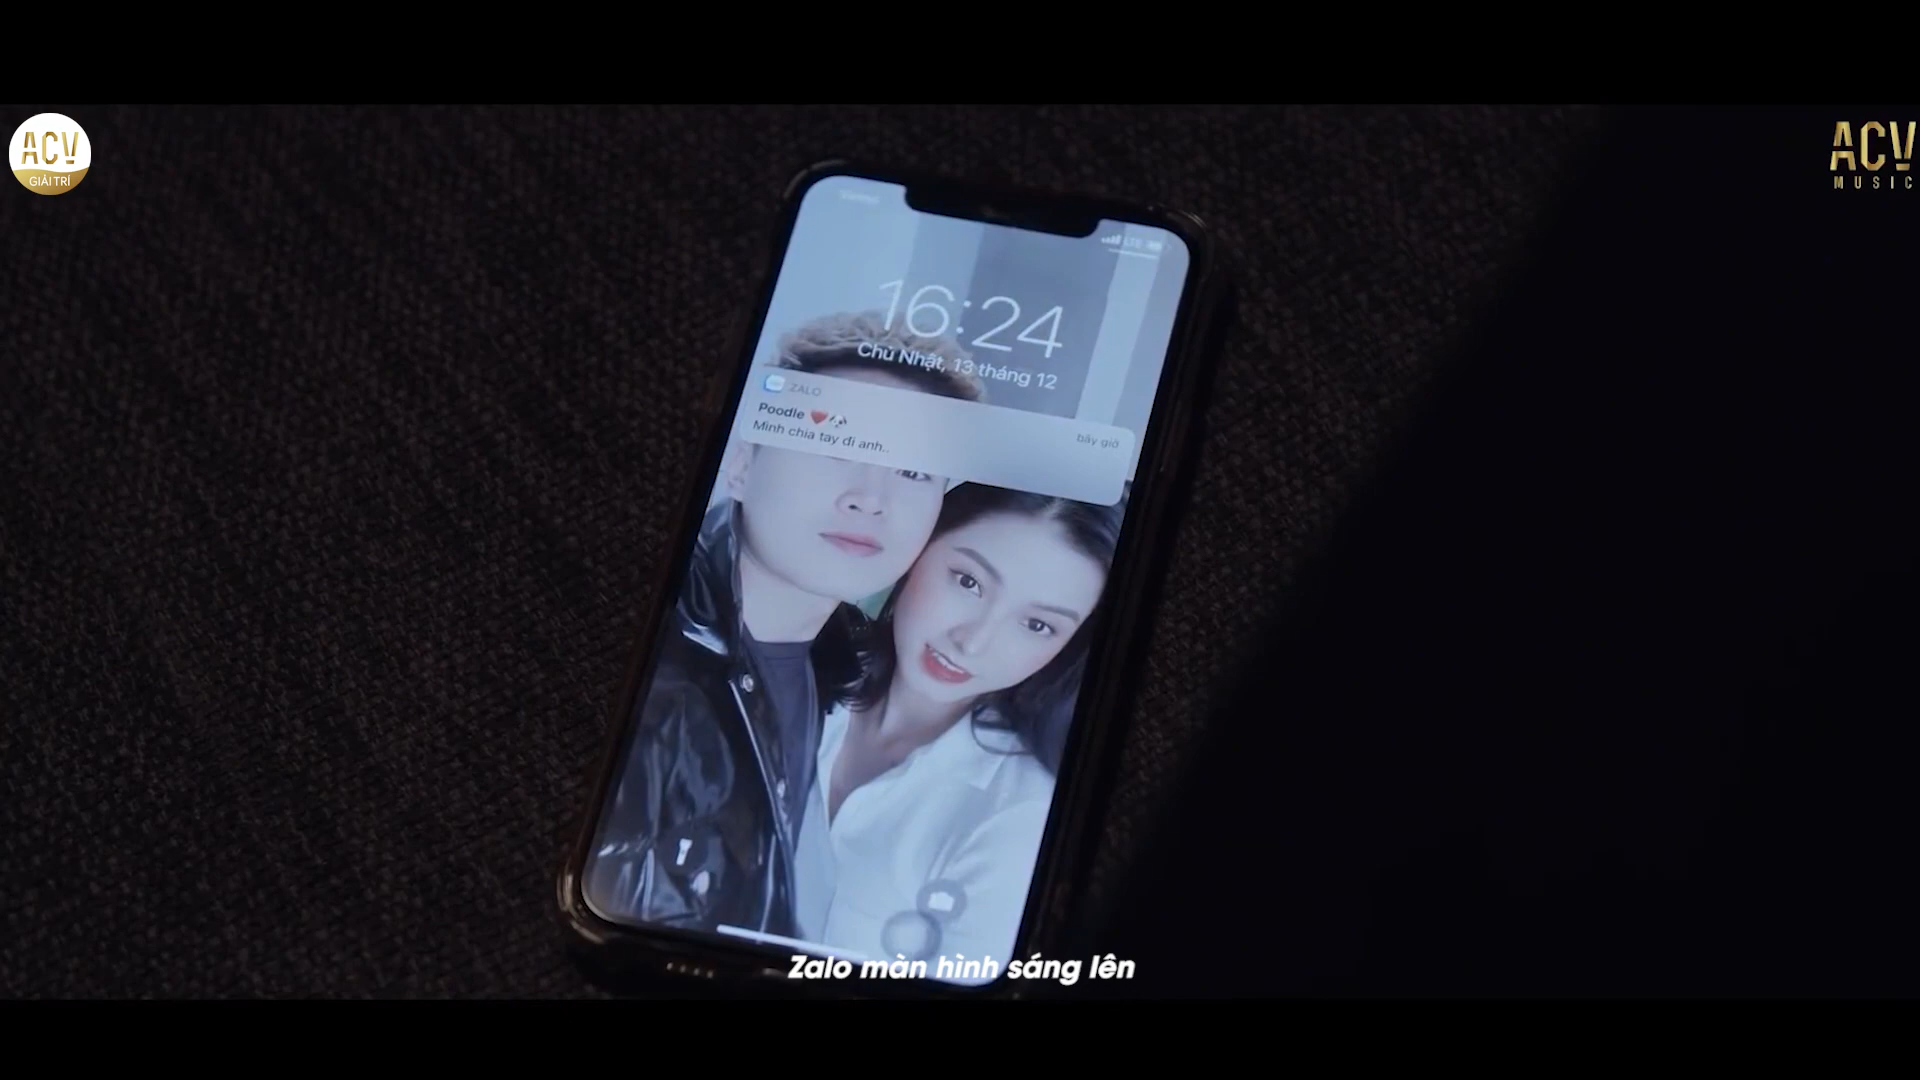 ACV
GIẢI TRÍ
ACV
MUSIC
LTE
16:24
Chủ Nhật, 13 tháng 12
ZALO
Poodle
bây giờ
Mình chia tay đi anh..
Zalo màn hình sáng lên